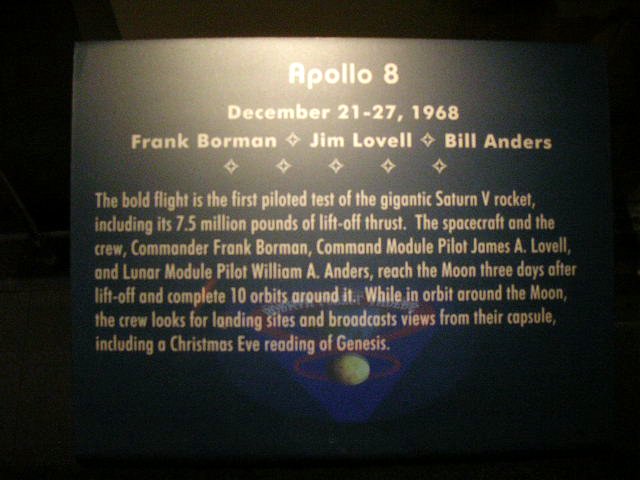 Apollo 8
December 21-27, 1968
Frank Borman ✧ Jim Lovell ✧ Bill Anders
The bold flight is the first piloted test of the gigantic Saturn V rocket,
including its 7.5 million pounds of lift-off thrust. The spacecraft and the
crew, Commander Frank Borman, Command Module Pilot James A. Lovell,
and Lunar Module Pilot William A. Anders, reach the Moon three days after
lift-off and complete 10 orbits around it. While in orbit around the Moon,
the crew looks for landing sites and broadcasts views from their capsule,
including a Christmas Eve reading of Genesis.